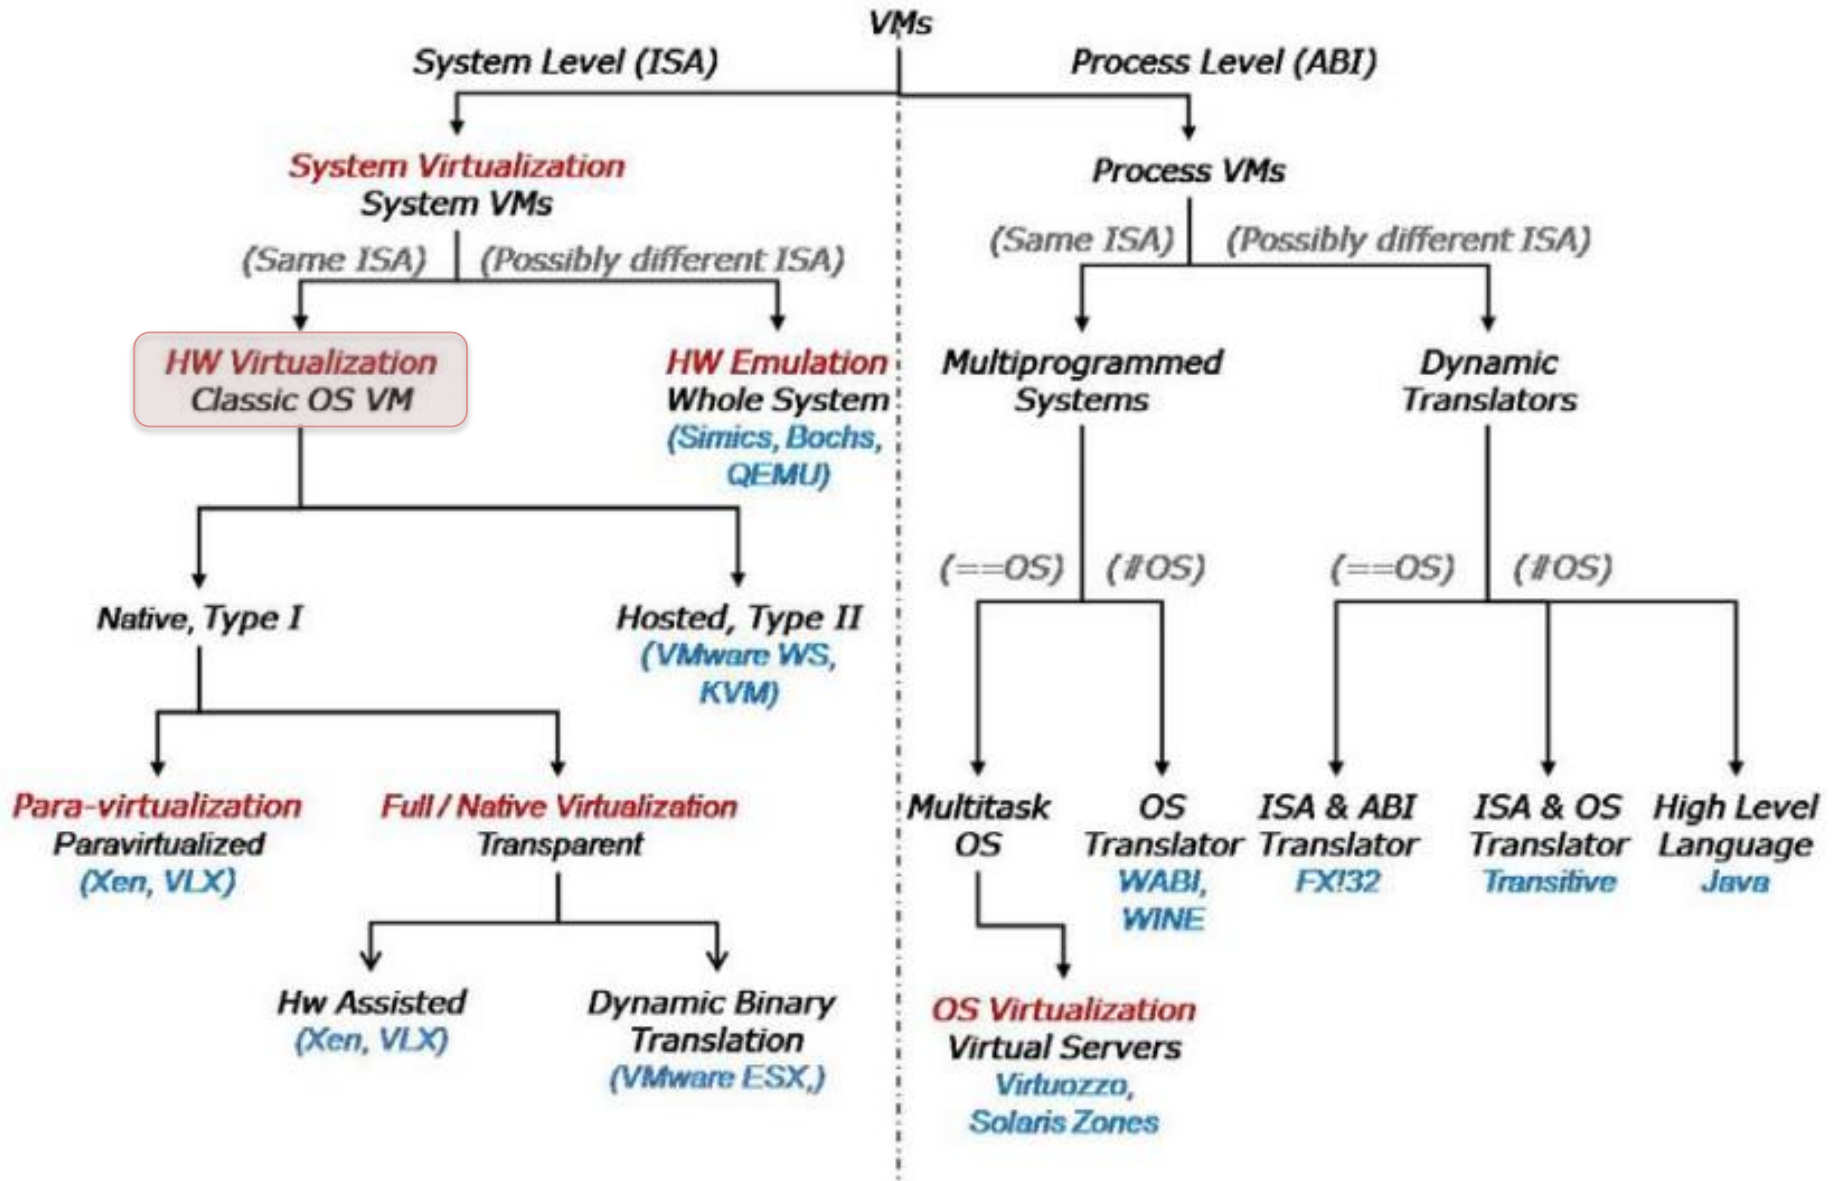 VMs
System Level (ISA)
Process Level (ABI)
System Virtualization
System VMs
(Same ISA)
(Possibly different ISA)
HW Virtualization
Classic OS VM
HW Emulation
Whole System
(Simics, Bochs,
QEMU)
Native, Type I
Hosted, Type II
(VMware WS,
KVM)
Para-virtualization
Paravirtualized
(Xen, VLX)
Full / Native Virtualization
Transparent
Hw Assisted
(Xen, VLX)
Dynamic Binary
Translation
(VMware ESX,)
Process VMs
(Same ISA)
(Possibly different ISA)
Multiprogrammed
Systems
Dynamic
Translators
(==OS)
(#OS)
(==OS)
(#OS)
Multitask
OS
OS
Translator
WABI,
WINE
ISA & ABI
Translator
FX!32
ISA & OS
Translator
Transitive
High Level
Language
Java
OS Virtualization
Virtual Servers
Virtuozzo,
Solaris Zones